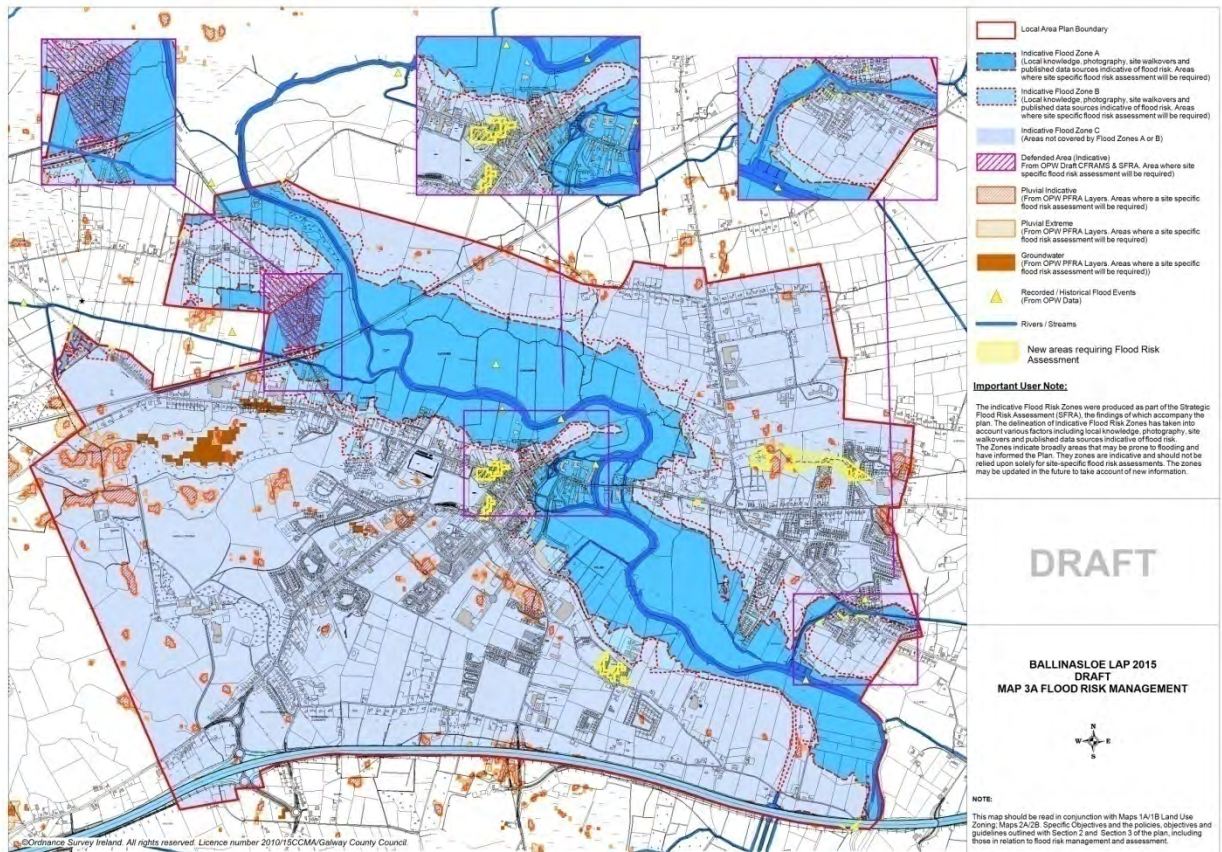 Local Area Plan Boundary
Indicative Flood Zone A
(Local knowledge, photography, site walkovers and
published data sources indicative of flood risk. Areas
where site specific flood risk assessment will be required)
Indicative Flood Zone B
(Local knowledge, photography, site walkovers and
published data sources indicative of flood risk. Areas
where site specific flood risk assessment will be required)
Indicative Flood Zone C
(Areas not covered by Flood Zones A or B)
Defended Area (Indicative)
From OPW Draft CFRAMS & SFRA. Area where site
specific flood risk assessment will be required)
Pluvial Indicative
(From OPW PFRA Layers. Areas where a site specific
flood risk assessment will be required)
Pluvial Extreme
(From OPW PFRA Layers. Areas where a site specific
flood risk assessment will be required)
Groundwater
(From OPW PFRA Layers. Areas where a site specific
flood risk assessment will be required))
Recorded / Historical Flood Events
(From OPW Data)
Rivers / Streams
New areas requiring Flood Risk
Assessment
Important User Note:
The indicative Flood Risk Zones were produced as part of the Strategic
Flood Risk Assessment (SFRA), the findings of which accompany the
plan. The delineation of Indicative Flood Risk Zones has taken into
account various factors including local knowledge, photography, site
walkovers and published data sources indicative of flood risk.
The Zones indicate broadly areas that may be prone to flooding and
have informed the Plan. They zones are indicative and should not be
relied upon solely for site-specific flood risk assessments. The zones
may be updated in the future to take account of new information.
DRAFT
BALLINASLOE LAP 2015
DRAFT
MAP 3A FLOOD RISK MANAGEMENT
N
W E
S
NOTE:
This map should be read in conjunction with Maps 1A/1B Land Use
Zoning; Maps 2A/2B. Specific Objectives and the policies, objectives and
guidelines outlined with Section 2 and Section 3 of the plan, including
those in relation to flood risk management and assessment.
©Ordnance Survey Ireland. All rights reserved. Licence number 2010/15CCMA/Galway County Council